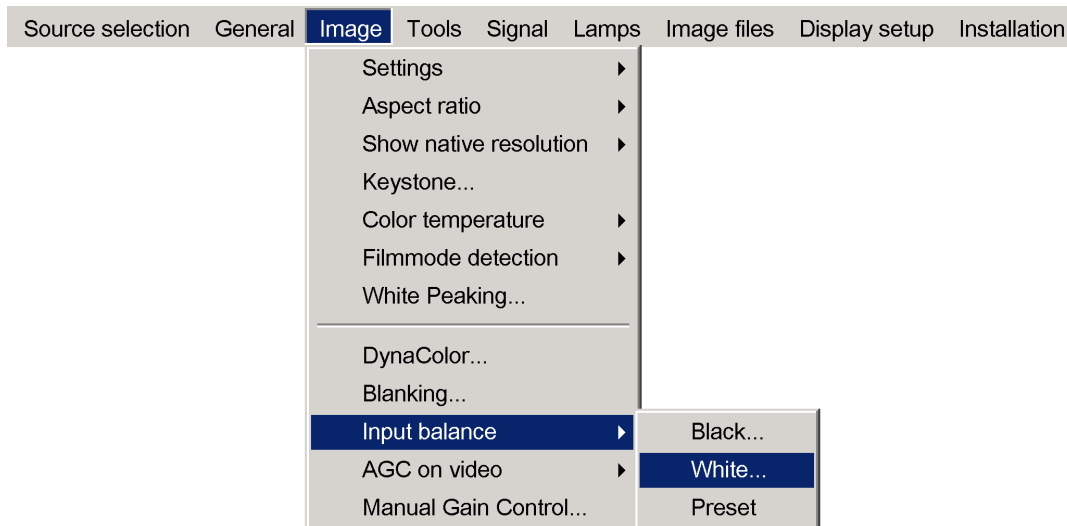 Source selection General Image Tools Signal Lamps Image files Display setup Installation
Settings
Aspect ratio
Show native resolution
Keystone...
Color temperature
Filmmode detection
White Peaking...
DynaColor...
Blanking...
Input balance Black...
AGC on video White...
Manual Gain Control... Preset